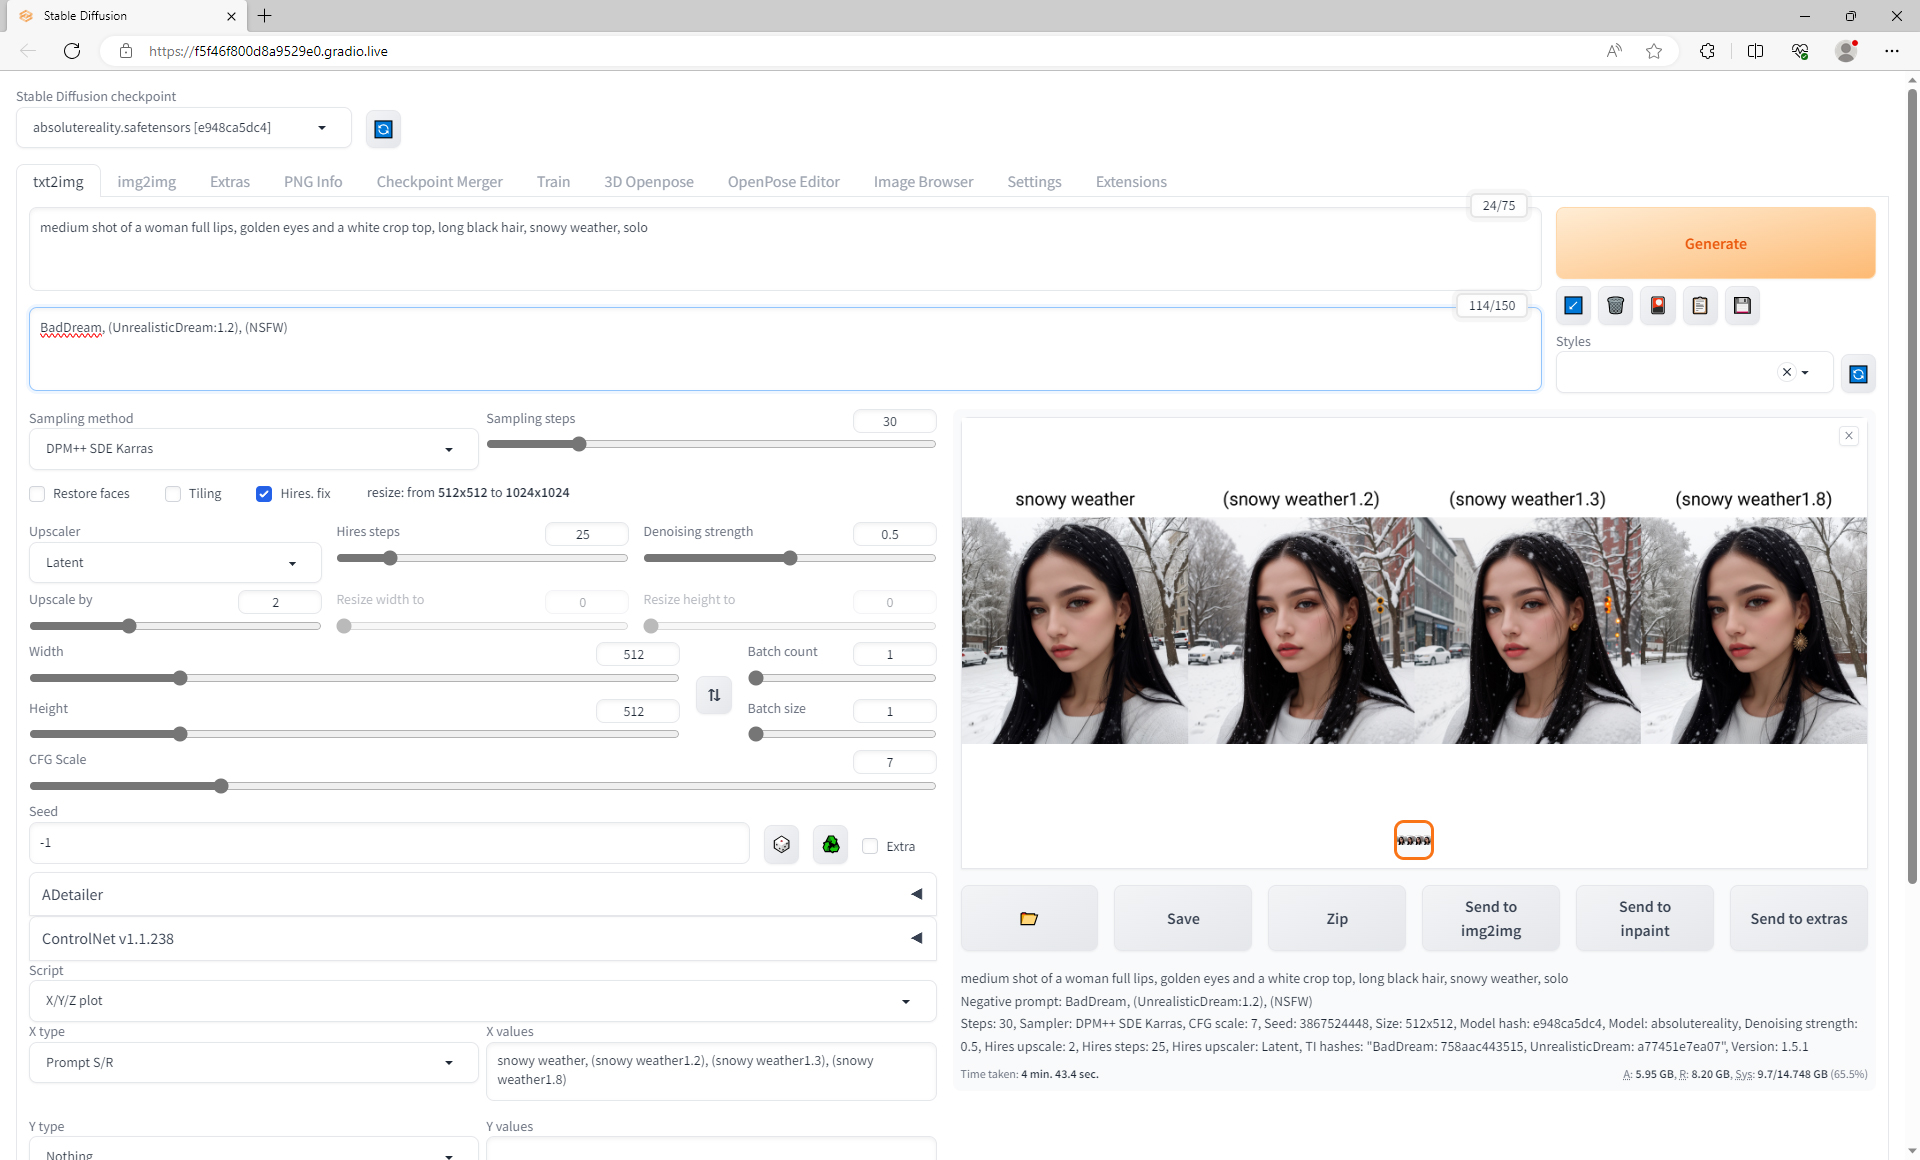 Stable Diffusion
https://f5f46f800d8a9529e0.gradio.live
Stable Diffusion checkpoint
absolutereality.safetensors [e948ca5dc4]
txt2img img2img Extras PNG Info Checkpoint Merger Train 3D Openpose OpenPose Editor Image Browser Settings Extensions
24/75
medium shot of a woman full lips, golden eyes and a white crop top, long black hair, snowy weather, solo
Generate
114/150
BadDream, (UnrealisticDream:1.2), (NSFW)
Styles
Sampling method
DPM++ SDE Karras
Sampling steps
30
Restore faces Tiling Hires. fix resize: from 512x512 to 1024x1024
Upscaler
Latent
Hires steps
25
Denoising strength
0.5
Upscale by
2
Resize width to
0
Resize height to
0
Width
512
Batch count
1
Height
512
Batch size
1
CFG Scale
7
Seed
-1
Extra
ADetailer
ControlNet v1.1.238
Script
X/Y/Z plot
X type
Prompt S/R
X values
snowy weather, (snowy weather1.2), (snowy weather1.3), (snowy
weather1.8)
Y type
Nothing
Y values
snowy weather (snowy weather1.2) (snowy weather1.3) (snowy weather1.8)
Save
Zip
Send to
img2img
Send to
inpaint
Send to extras
medium shot of a woman full lips, golden eyes and a white crop top, long black hair, snowy weather, solo
Negative prompt: BadDream, (UnrealisticDream:1.2), (NSFW)
Steps: 30, Sampler: DPM++ SDE Karras, CFG scale: 7, Seed: 3867524448, Size: 512x512, Model hash: e948ca5dc4, Model: absolutereality, Denoising strength:
0.5, Hires upscale: 2, Hires steps: 25, Hires upscaler: Latent, TI hashes: "BadDream: 758aac443515, UnrealisticDream: a77451e7ea07", Version: 1.5.1
Time taken: 4 min. 43.4 sec.
A: 5.95 GB, R: 8.20 GB, Sys: 9.7/14.748 GB (65.5%)